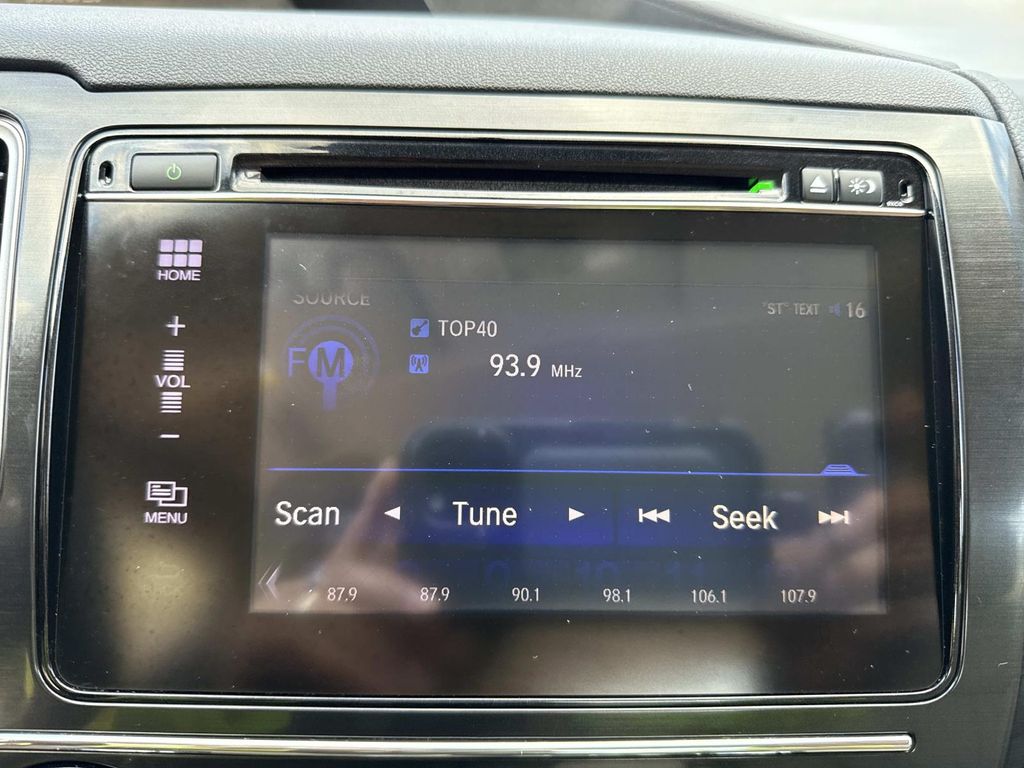 HOME
+
VOL
−
MENU
SOURCE
FM
TOP40
93.9 MHz
"ST" TEXT 16
Scan ◄ Tune ► |◄◄ Seek ►►|
87.9 87.9 90.1 98.1 106.1 107.9